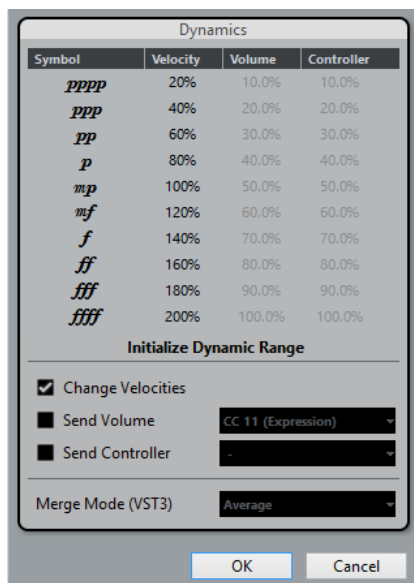 Dynamics
Symbol Velocity Volume Controller
pppp 20% 10.0% 10.0%
ppp 40% 20.0% 20.0%
pp 60% 30.0% 30.0%
p 80% 40.0% 40.0%
mp 100% 50.0% 50.0%
mf 120% 60.0% 60.0%
f 140% 70.0% 70.0%
ff 160% 80.0% 80.0%
fff 180% 90.0% 90.0%
ffff 200% 100.0% 100.0%
Initialize Dynamic Range
Change Velocities
Send Volume CC 11 (Expression)
Send Controller -
Merge Mode (VST3) Average
OK Cancel